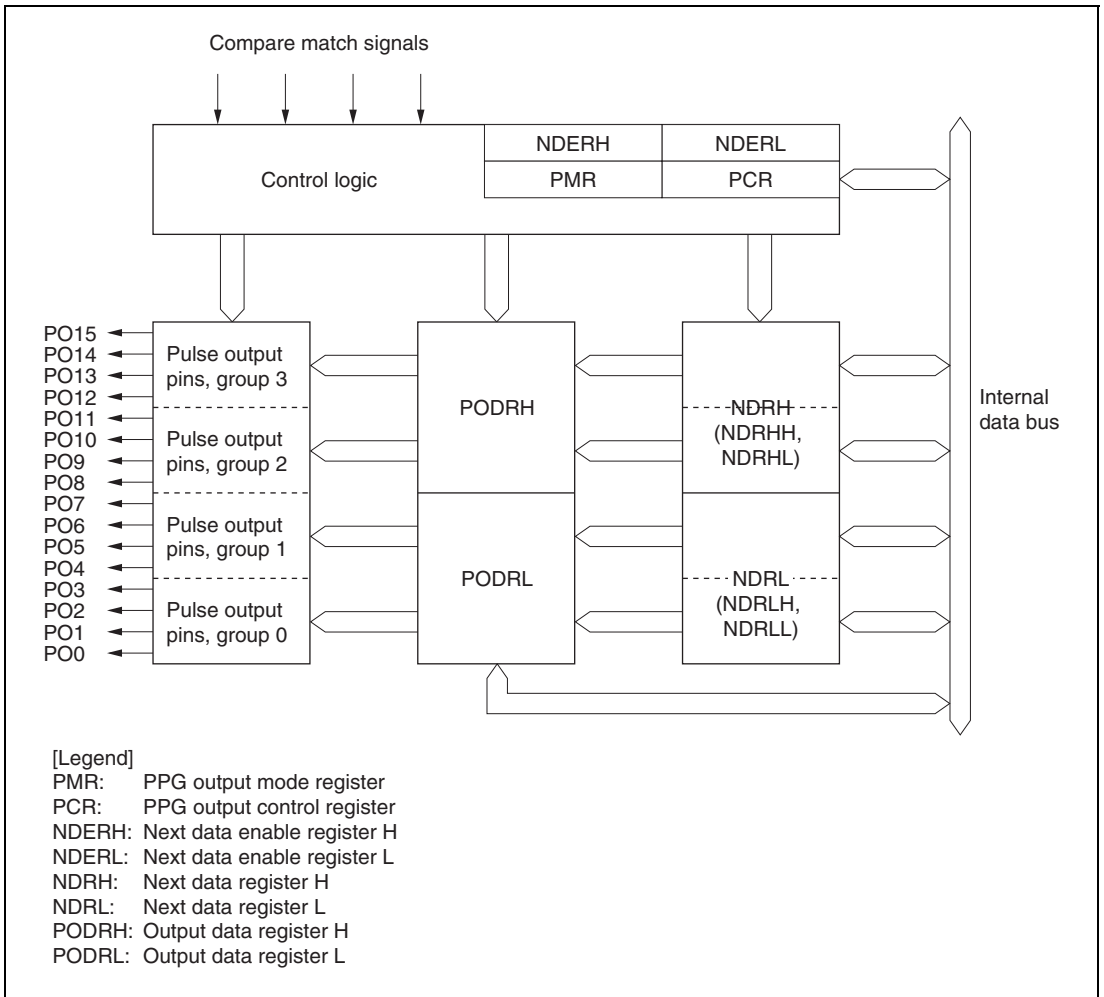 Compare match signals
NDERH
NDERL
Control logic
PMR
PCR
PO15
PO14
PO13
PO12
PO11
PO10
PO9
PO8
PO7
PO6
PO5
PO4
PO3
PO2
PO1
PO0
Pulse output
pins, group 3
Pulse output
pins, group 2
Pulse output
pins, group 1
Pulse output
pins, group 0
PODRH
PODRL
NDRH
(NDRHH,
NDRHL)
NDRL
(NDRLH,
NDRLL)
Internal
data bus
[Legend]
PMR: PPG output mode register
PCR: PPG output control register
NDERH: Next data enable register H
NDERL: Next data enable register L
NDRH: Next data register H
NDRL: Next data register L
PODRH: Output data register H
PODRL: Output data register L